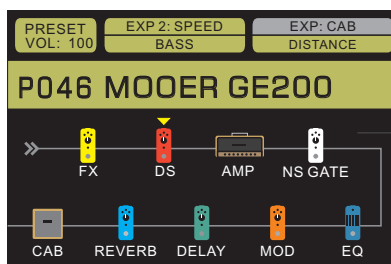 PRESET
VOL: 100
EXP 2: SPEED
BASS
EXP: CAB
DISTANCE
P046 MOOER GE200
FX DS AMP NS GATE
CAB REVERB DELAY MOD EQ